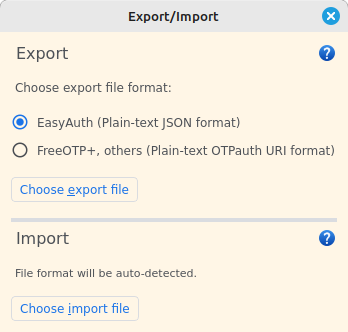 Export/Import
Export
Choose export file format:
EasyAuth (Plain-text JSON format)
FreeOTP+, others (Plain-text OTPauth URI format)
Choose export file
Import
File format will be auto-detected.
Choose import file